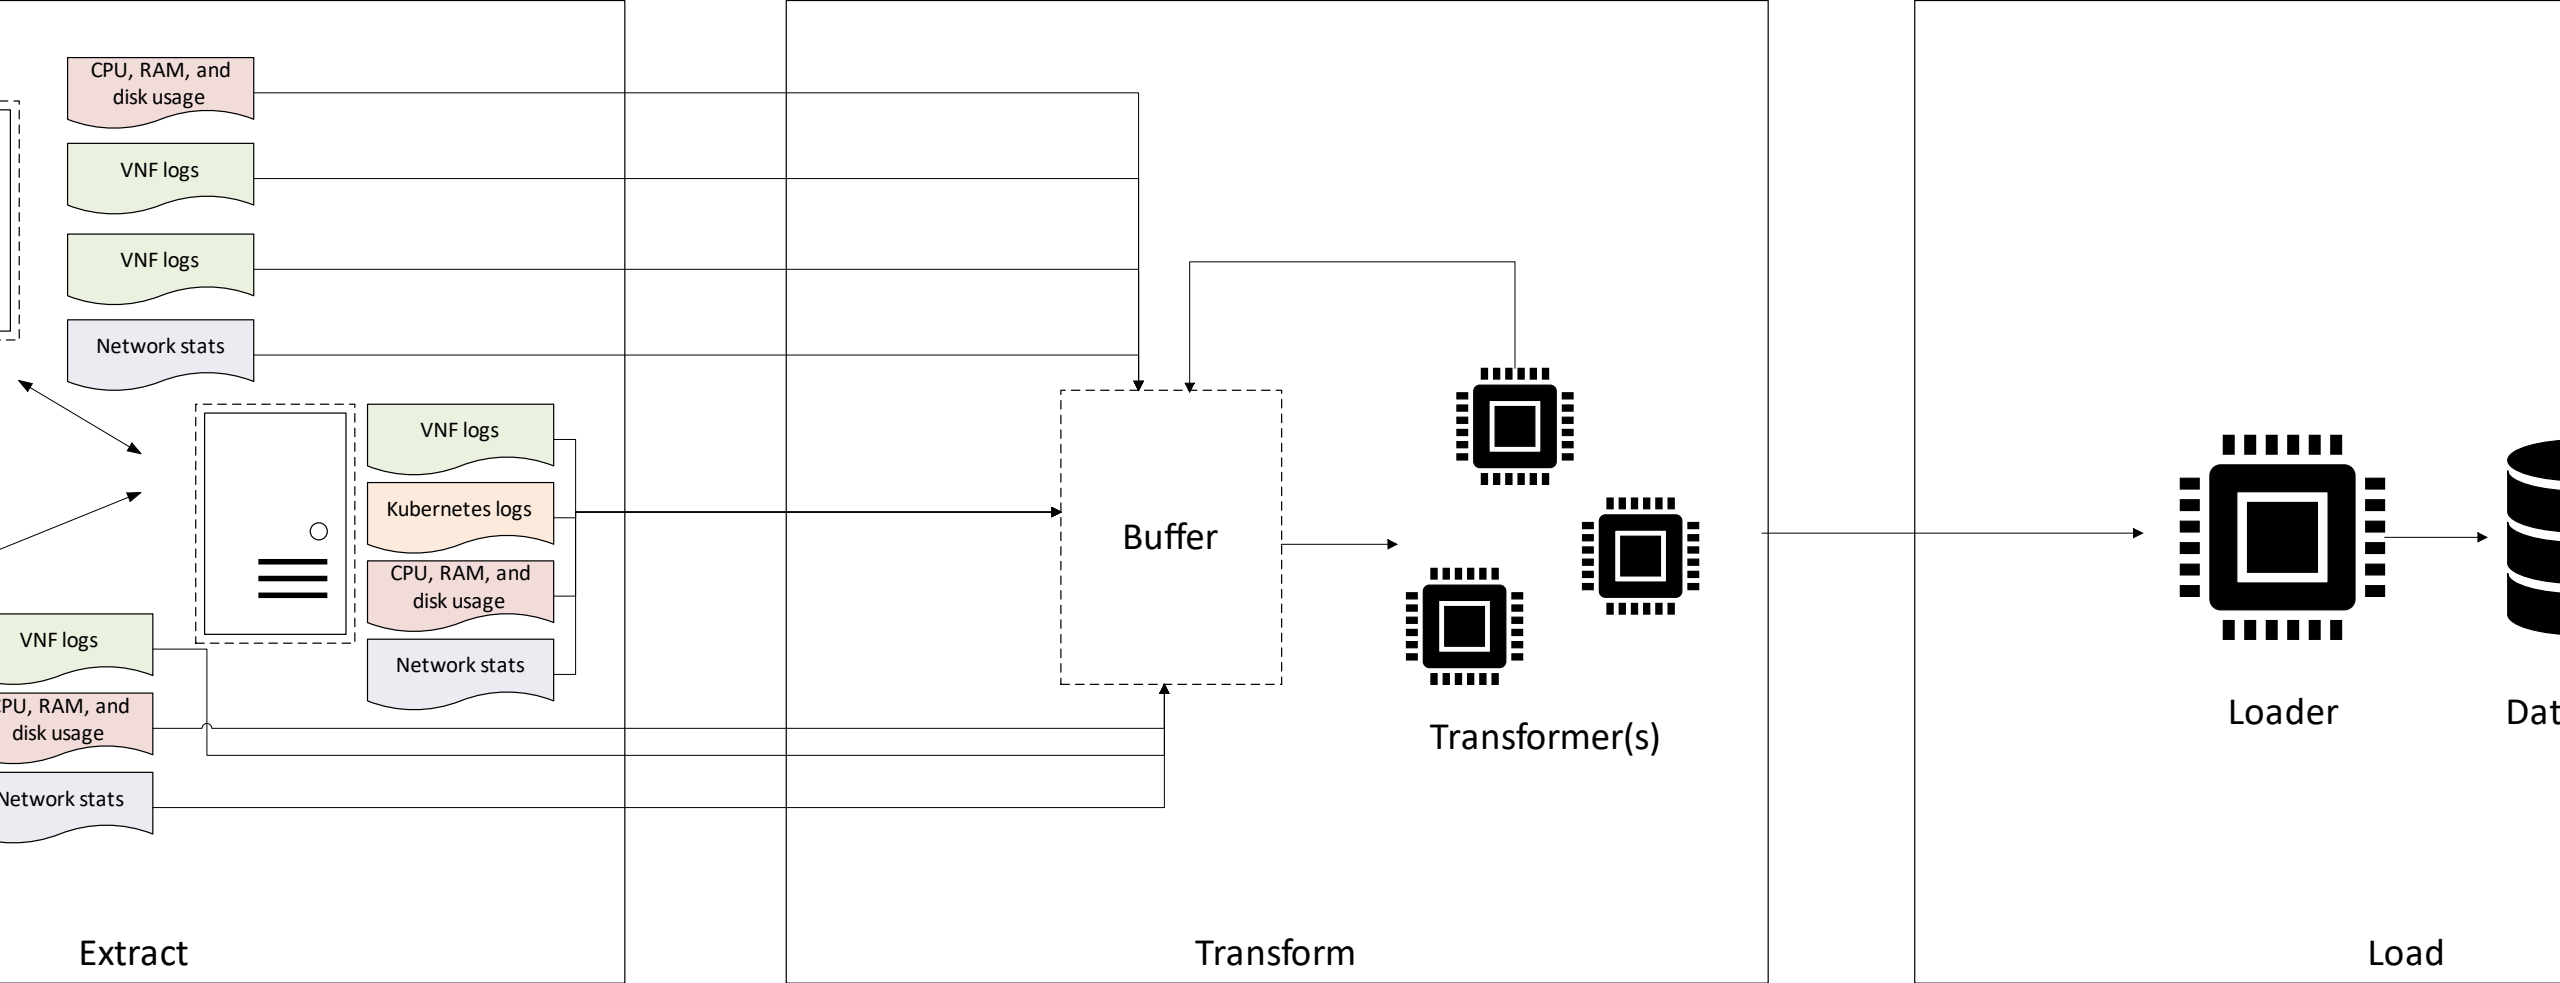 CPU, RAM, and
disk usage
VNF logs
VNF logs
Network stats
VNF logs
Kubernetes logs
CPU, RAM, and
disk usage
Network stats
VNF logs
PU, RAM, and
disk usage
Network stats
Extract
Buffer
Transformer(s)
Transform
Loader
Dat
Load